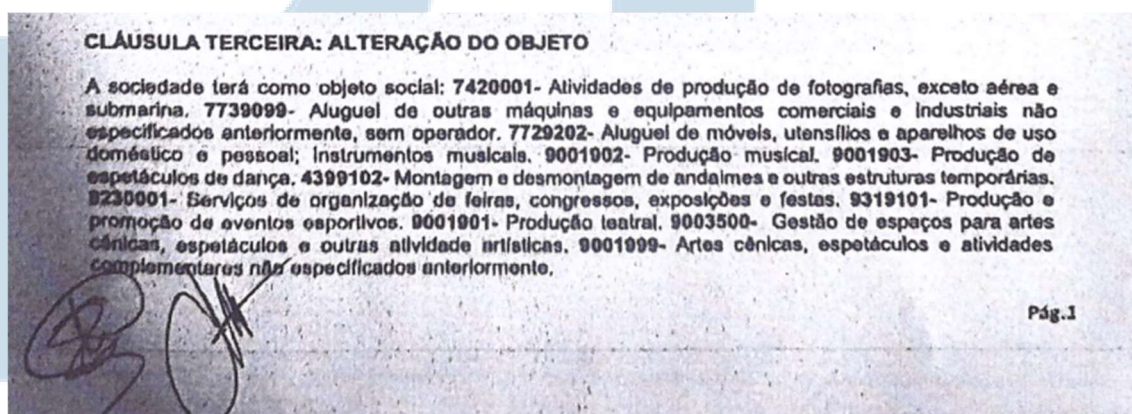 CLÁUSULA TERCEIRA: ALTERAÇÃO DO OBJETO
A sociedade terá como objeto social: 7420001- Atividades de produção de fotografias, exceto aérea e
submarina. 7739099- Aluguel de outras máquinas e equipamentos comerciais e industriais não
especificados anteriormente, sem operador. 7729202- Aluguel de móveis, utensílios e aparelhos de uso
doméstico e pessoal; instrumentos musicais. 9001902- Produção musical. 9001903- Produção de
espetáculos de dança. 4399102- Montagem e desmontagem de andaimes e outras estruturas temporárias.
8230001- Serviços de organização de feiras, congressos, exposições e festas. 9319101- Produção e
promoção de eventos esportivos. 9001901- Produção teatral. 9003500- Gestão de espaços para artes
cênicas, espetáculos e outras atividade artísticas. 9001999- Artes cênicas, espetáculos e atividades
complementares não especificados anteriormente.
Pág.1